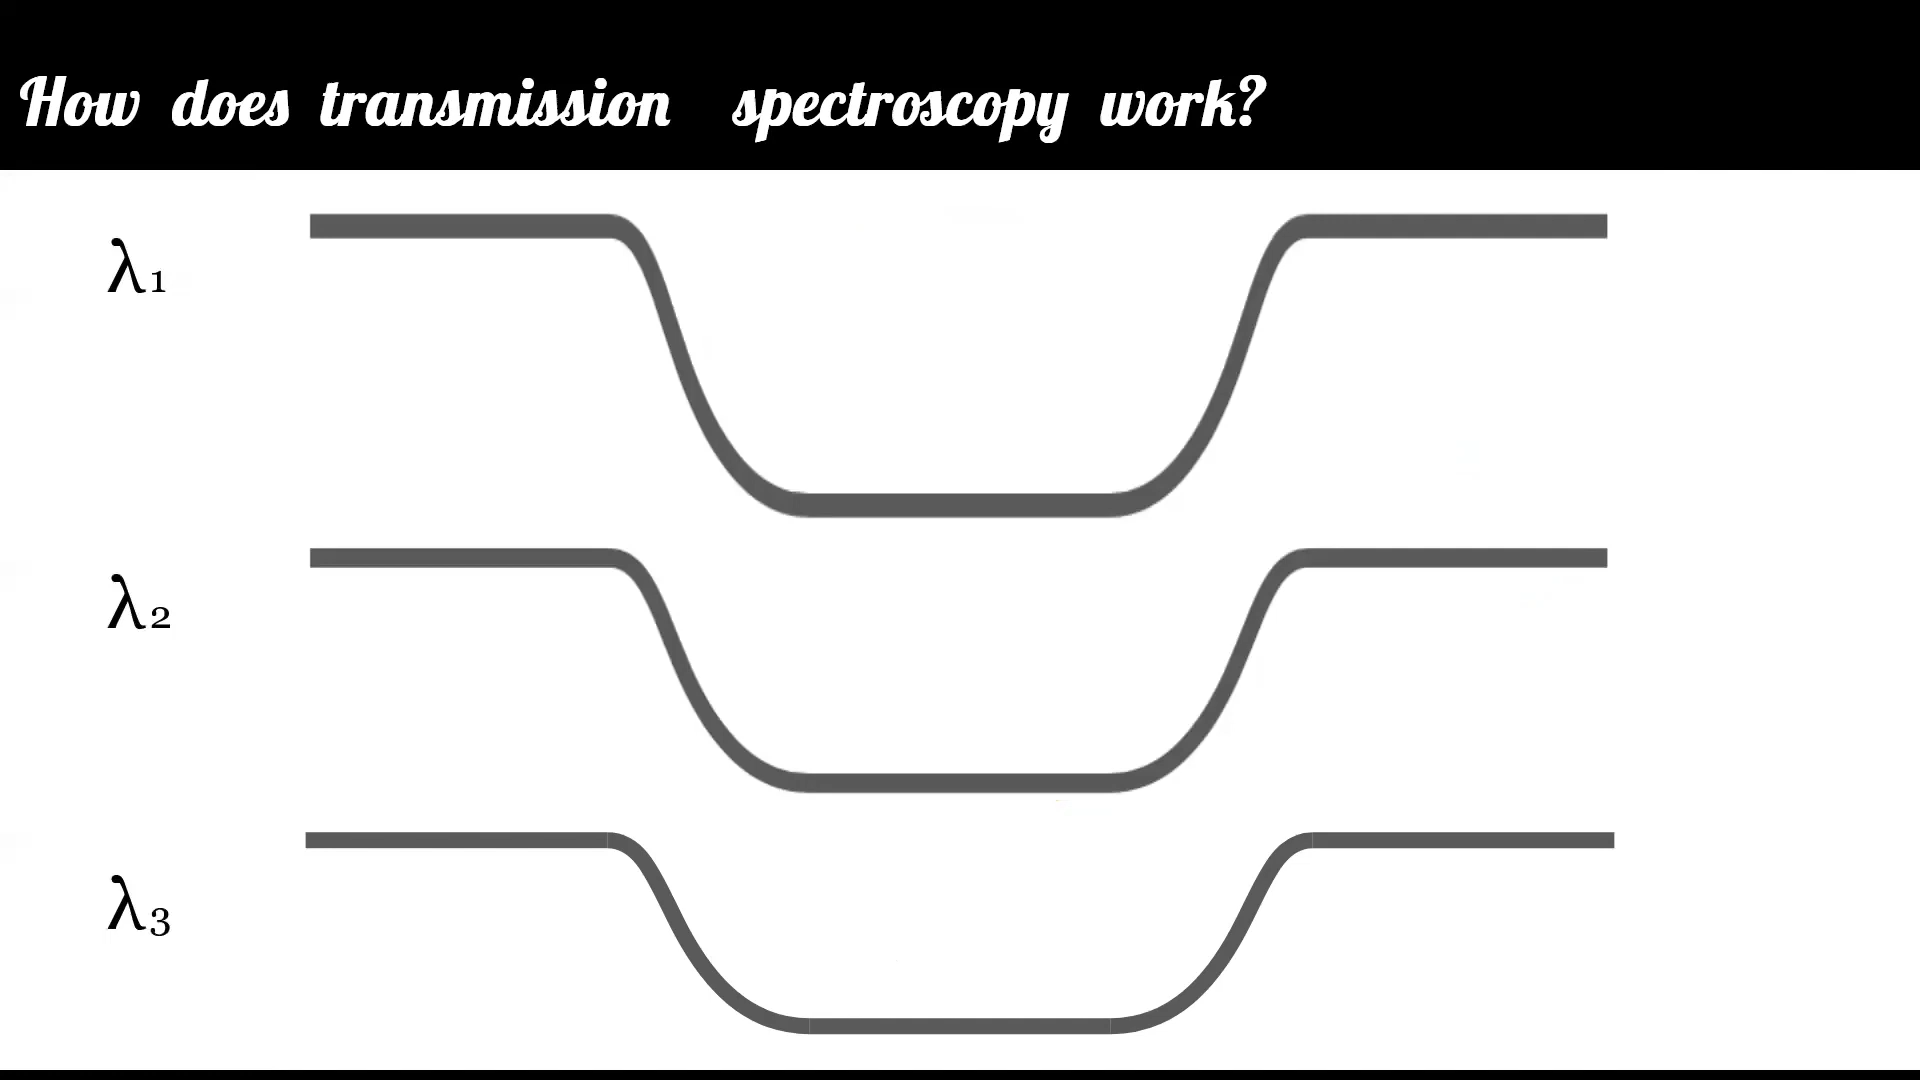 How does transmission spectroscopy work?
λ1
λ2
λ3